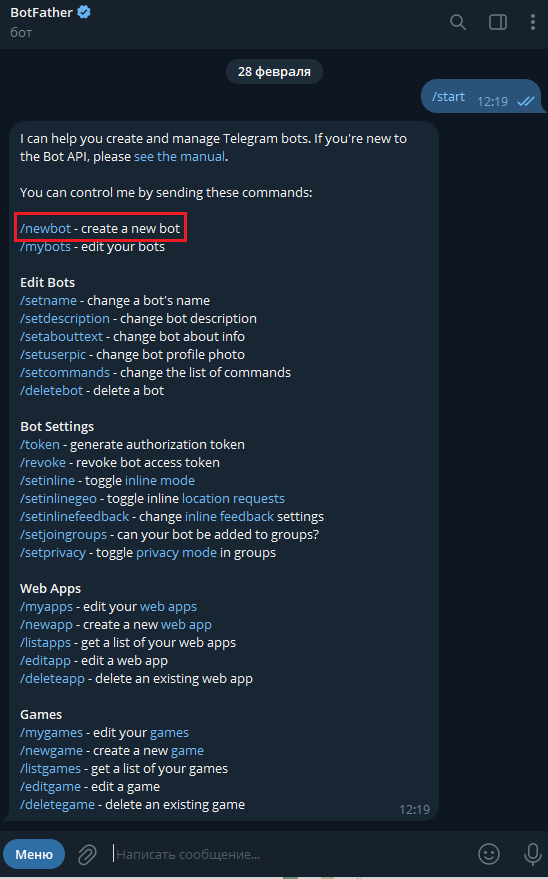 BotFather
бот
28 февраля
/start 12:19
I can help you create and manage Telegram bots. If you're new to
the Bot API, please see the manual.
You can control me by sending these commands:
/newbot - create a new bot
/mybots - edit your bots
Edit Bots
/setname - change a bot's name
/setdescription - change bot description
/setabouttext - change bot about info
/setuserpic - change bot profile photo
/setcommands - change the list of commands
/deletebot - delete a bot
Bot Settings
/token - generate authorization token
/revoke - revoke bot access token
/setinline - toggle inline mode
/setinlinegeo - toggle inline location requests
/setinlinefeedback - change inline feedback settings
/setjoingroups - can your bot be added to groups?
/setprivacy - toggle privacy mode in groups
Web Apps
/myapps - edit your web apps
/newapp - create a new web app
/listapps - get a list of your web apps
/editapp - edit a web app
/deleteapp - delete an existing web app
Games
/mygames - edit your games
/newgame - create a new game
/listgames - get a list of your games
/editgame - edit a game
/deletegame - delete an existing game
12:19
Меню Написать сообщение...